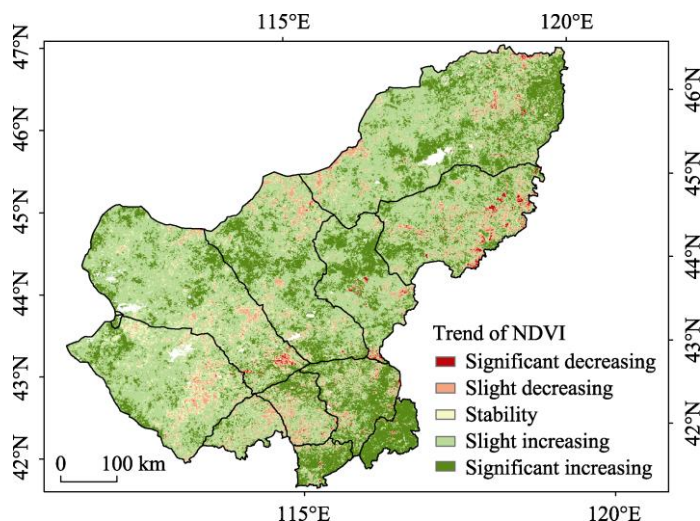 115°E 120°E
47°N
46°N
45°N
44°N
43°N
42°N
46°N
45°N
44°N
43°N
42°N
Trend of NDVI
Significant decreasing
Slight decreasing
Stability
Slight increasing
Significant increasing
0 100 km
115°E 120°E